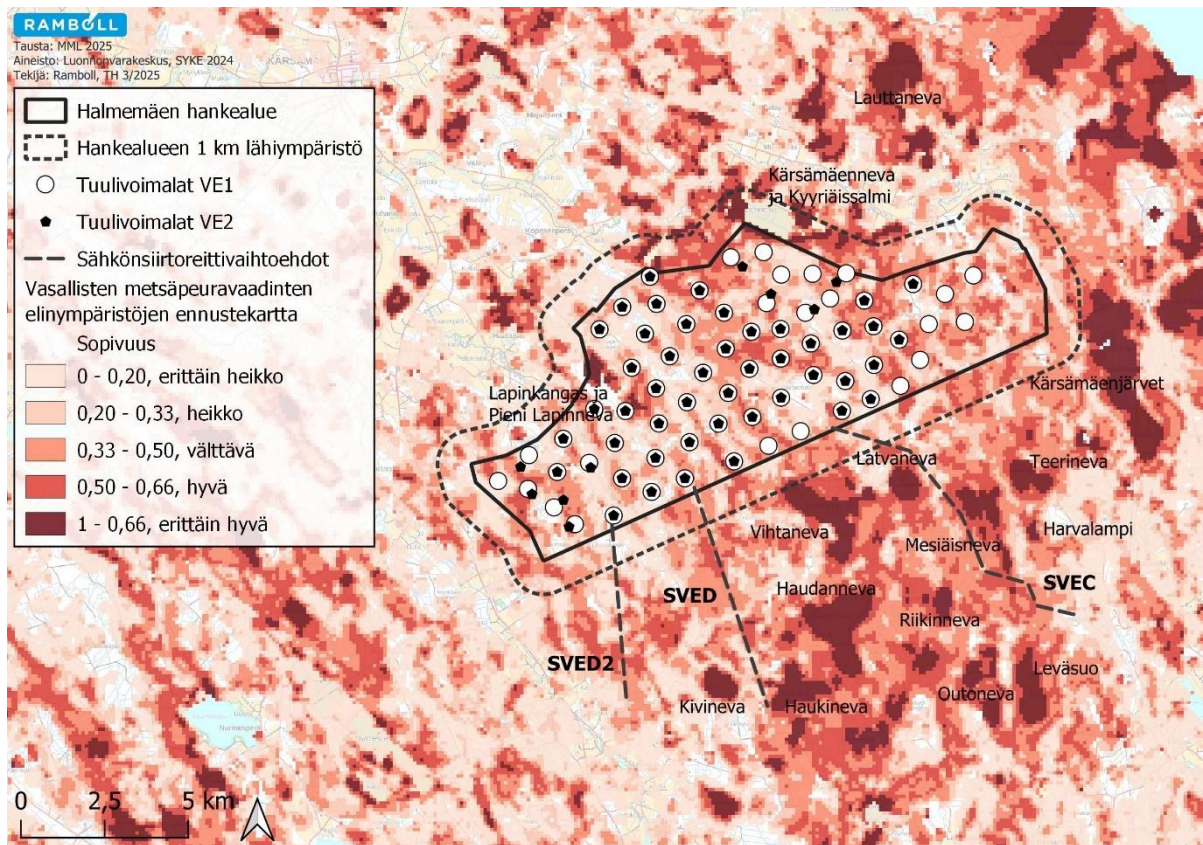 RAMBOLL
Tausta: MML 2025
Aineisto: Luonnonvarakeskus, SYKE 2024
Tekijä: Ramboll, TH 3/2025
Halmemäen hankealue
Hankealueen 1 km lähiympäristö
Tuulivoimalat VE1
Tuulivoimalat VE2
Sähkönsiirtoreittivaihtoehdot
Vasallisten metsäpeuravaadinten
elinympäristöjen ennustekartta
Sopivuus
0 - 0,20, erittäin heikko
0,20 - 0,33, heikko
0,33 - 0,50, välttävä
0,50 - 0,66, hyvä
1 - 0,66, erittäin hyvä
Lauttaneva
Kärsämäenneva
ja Kyyriäissalmi
Lapinkangas ja
Pieni Lapinneva
Kärsämäenjärvet
Latvaneva
Teerineva
Vihtaneva
Mesiäisneva
Harvalampi
Haudanneva
SVED
SVEC
Riikinneva
SVED2
Leväsuo
Outoneva
Kivineva
Haukineva
Nurmesperä
0 2,5 5 km